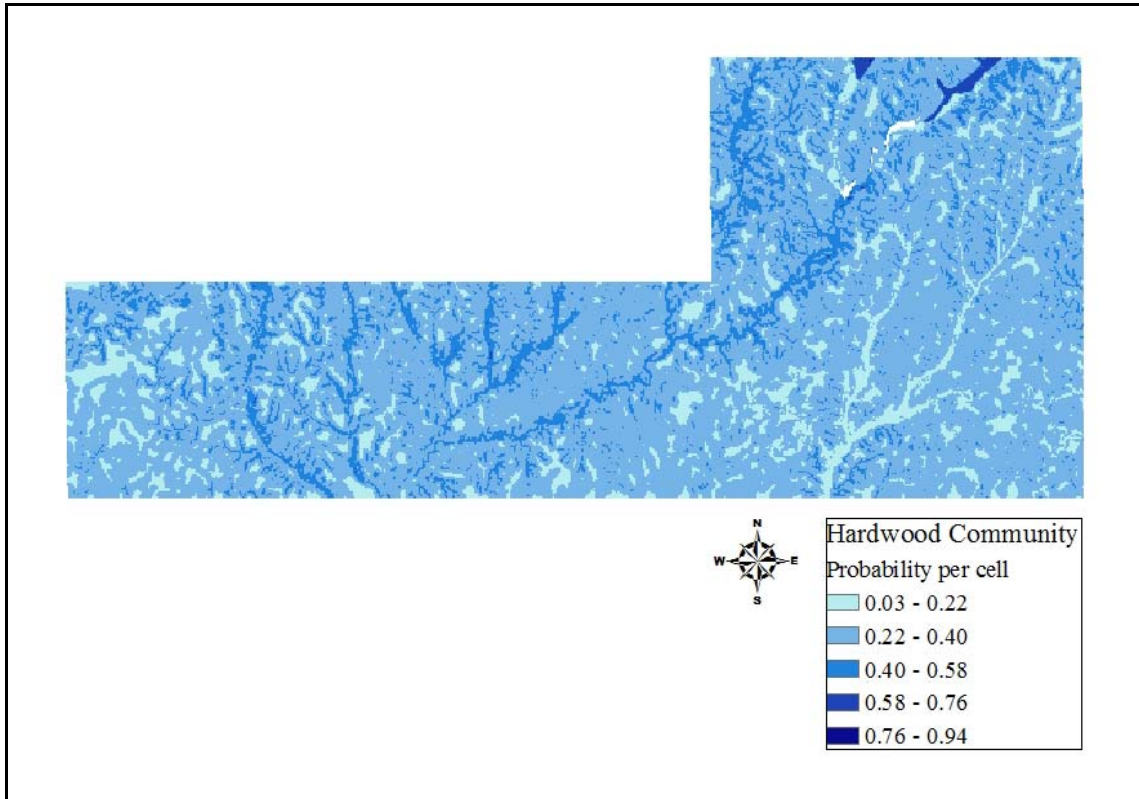 N
W E
S
Hardwood Community
Probability per cell
0.03 - 0.22
0.22 - 0.40
0.40 - 0.58
0.58 - 0.76
0.76 - 0.94